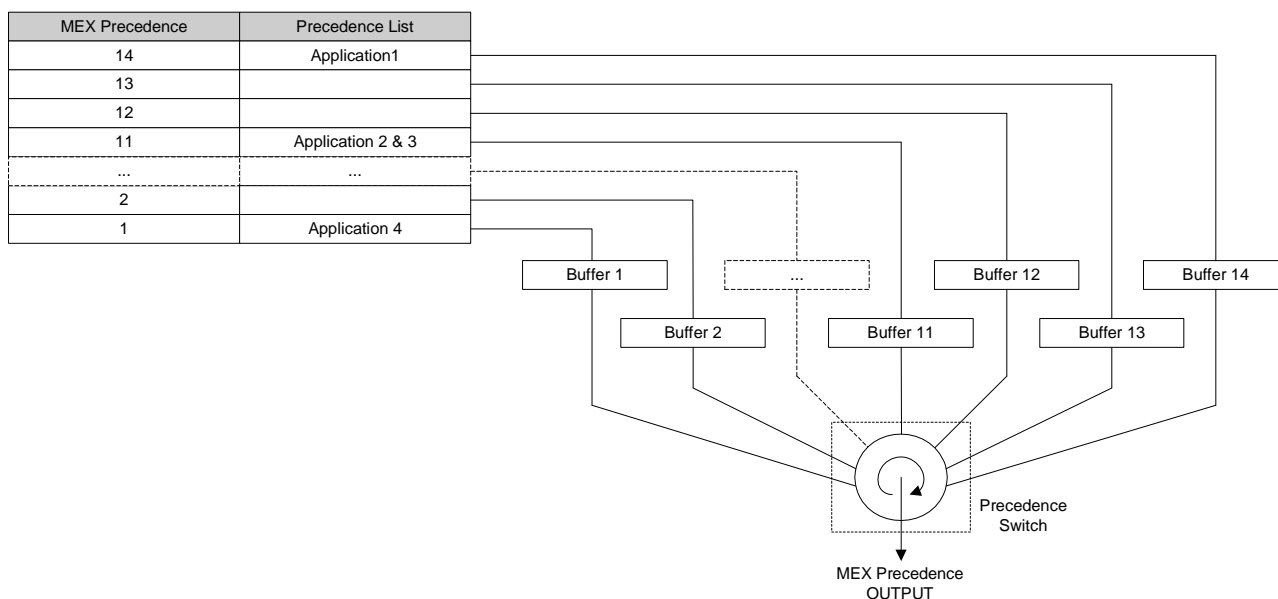 MEX Precedence Precedence List
14 Application1
13
12
11 Application 2 & 3
... ...
2
1 Application 4
Buffer 1 ... Buffer 12 Buffer 14
Buffer 2 Buffer 11 Buffer 13
Precedence
Switch
MEX Precedence
OUTPUT